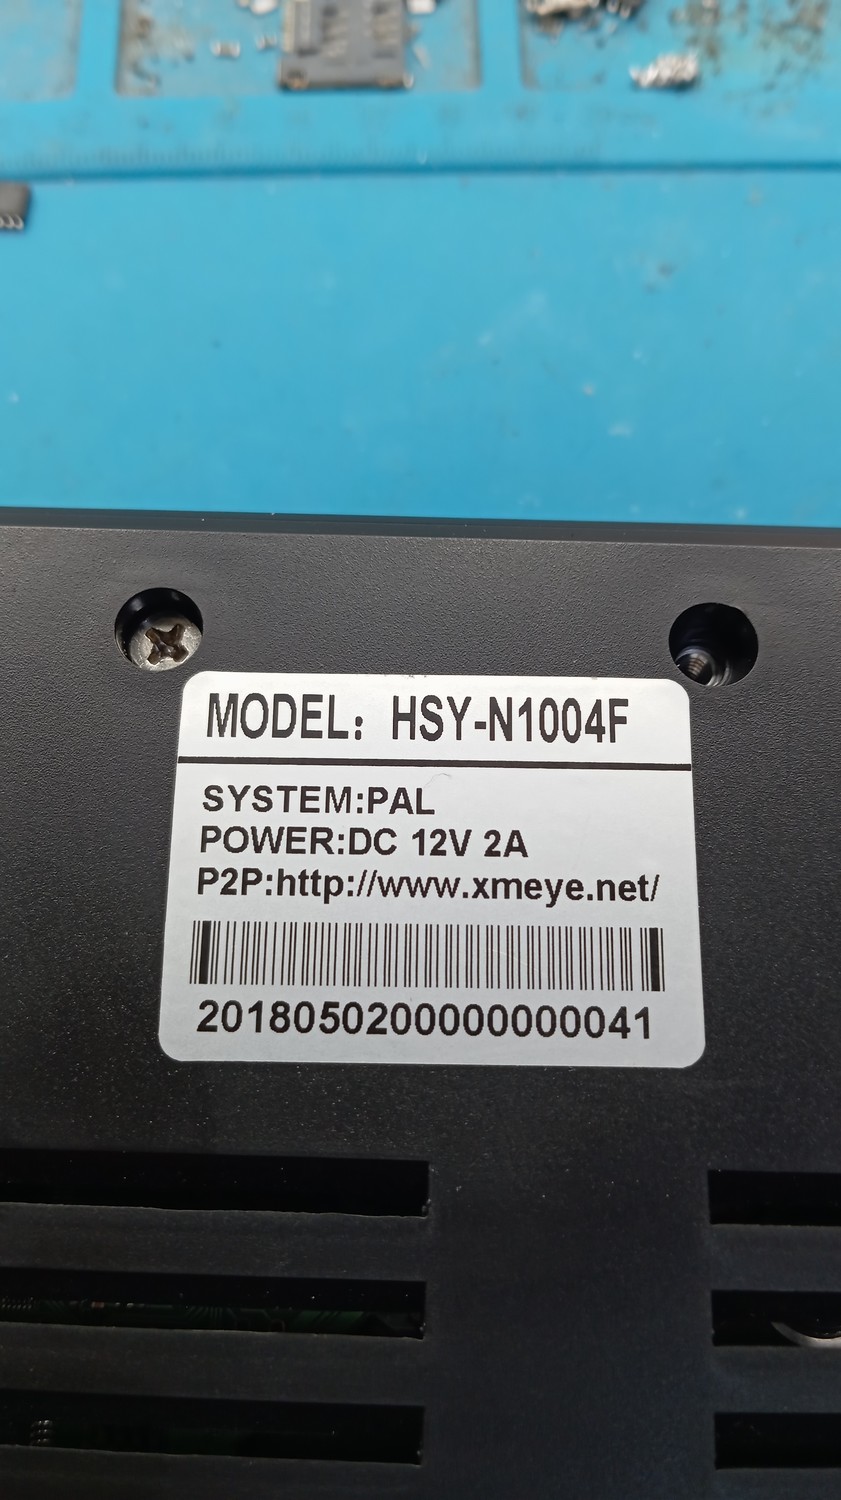 MODEL: HSY-N1004F
SYSTEM:PAL
POWER:DC 12V 2A
P2P:http://www.xmeye.net/
2018050200000000041